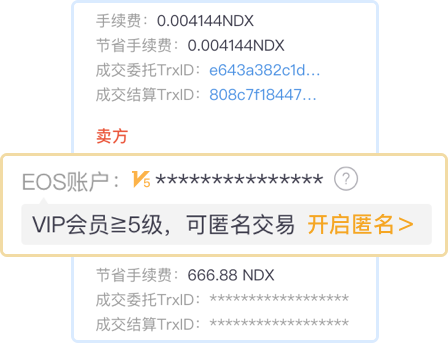 手续费：0.004144NDX
节省手续费：0.004144NDX
成交委托TrxID：e643a382c1d...
成交结算TrxID：808c7f18447...
卖方
EOS账户：V5 *************** ?
VIP会员≧5级，可匿名交易 开启匿名>
节省手续费：666.88 NDX
成交委托TrxID：******************
成交结算TrxID：******************